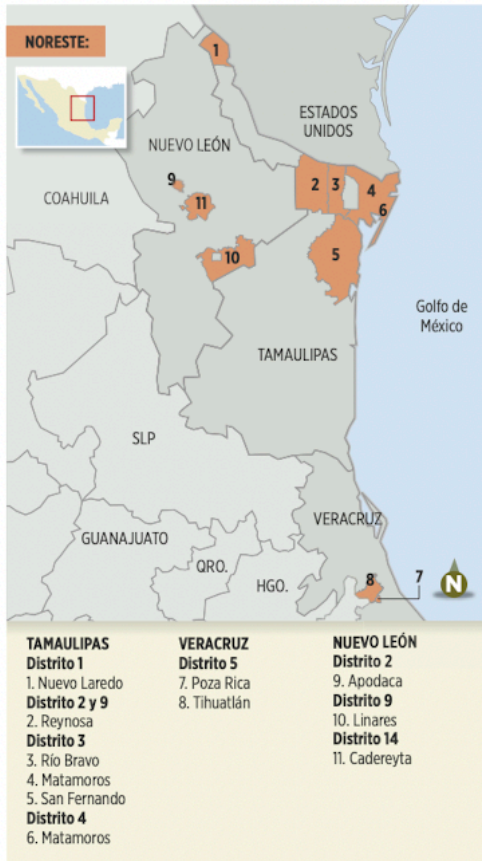 NORESTE:
1
ESTADOS
UNIDOS
NUEVO LEÓN
9
2
3
4
COAHUILA
11
6
10
5
Golfo de
México
TAMAULIPAS
SLP
VERACRUZ
GUANAJUATO
QRO.
HGO.
8
7
N
TAMAULIPAS
Distrito 1
1. Nuevo Laredo
Distrito 2 y 9
2. Reynosa
Distrito 3
3. Río Bravo
4. Matamoros
5. San Fernando
Distrito 4
6. Matamoros
VERACRUZ
Distrito 5
7. Poza Rica
8. Tihuatlán
NUEVO LEÓN
Distrito 2
9. Apodaca
Distrito 9
10. Linares
Distrito 14
11. Cadereyta